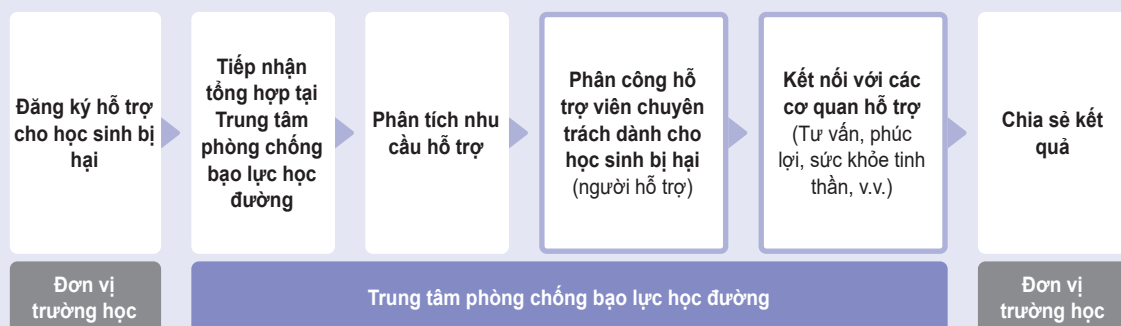 Đăng ký hỗ trợ
cho học sinh bị
hại
Tiếp nhận
tổng hợp tại
Trung tâm
phòng chống
bạo lực học
đường
Phân tích nhu
cầu hỗ trợ
Phân công hỗ
trợ viên chuyên
trách dành cho
học sinh bị hại
(người hỗ trợ)
Kết nối với các
cơ quan hỗ trợ
(Tư vấn, phúc
lợi, sức khỏe tinh
thần, v.v.)
Chia sẻ kết
quả
Đơn vị
trường học
Trung tâm phòng chống bạo lực học đường
Đơn vị
trường học